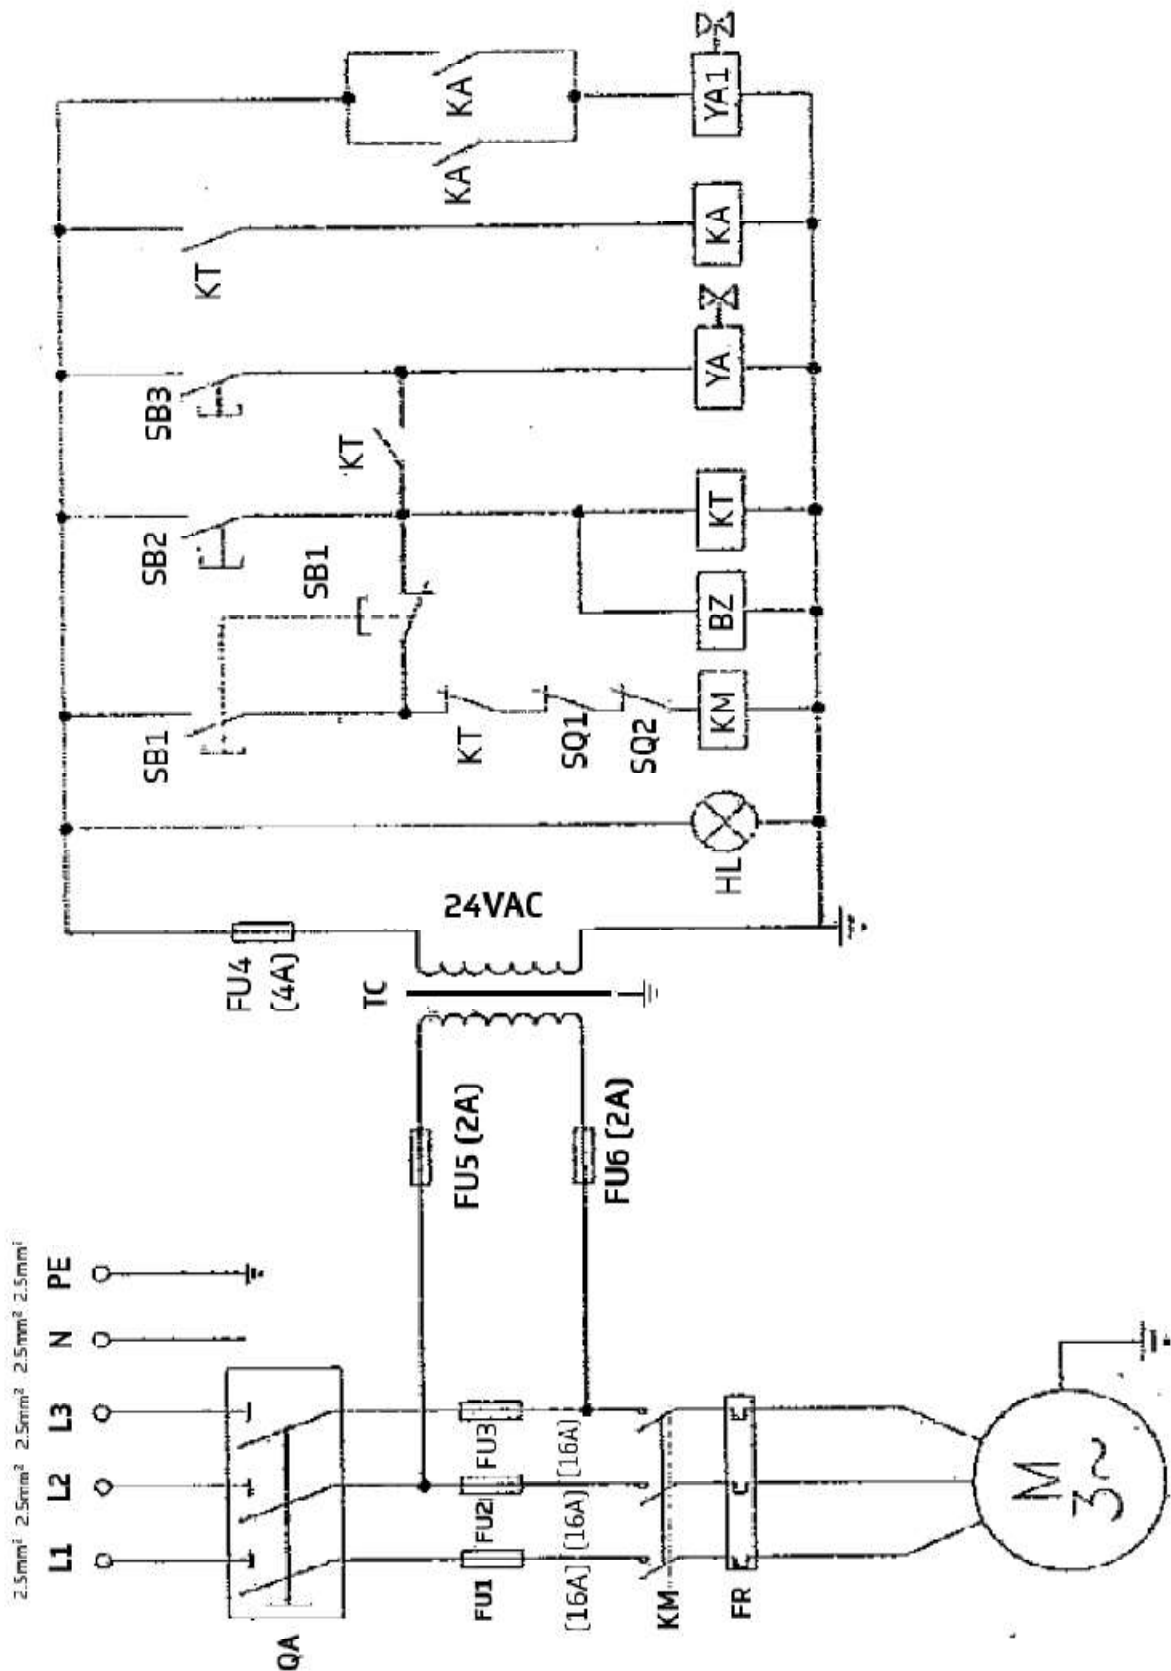 KA
KA
YA1
KT
KA
SB3
KT
YA
SB2
SB1
KT
BZ
SB1
KT
SQ1
SQ2
KM
HL
24VAC
FU4
(4A)
TC
FU5 (2A)
FU6 (2A)
2.5mm² 2.5mm² 2.5mm² 2.5mm² 2.5mm²
L1 L2 L3 N PE
QA
FU1
FU2
FU3
(16A)
(16A)
(16A)
KM
FR
M
3~